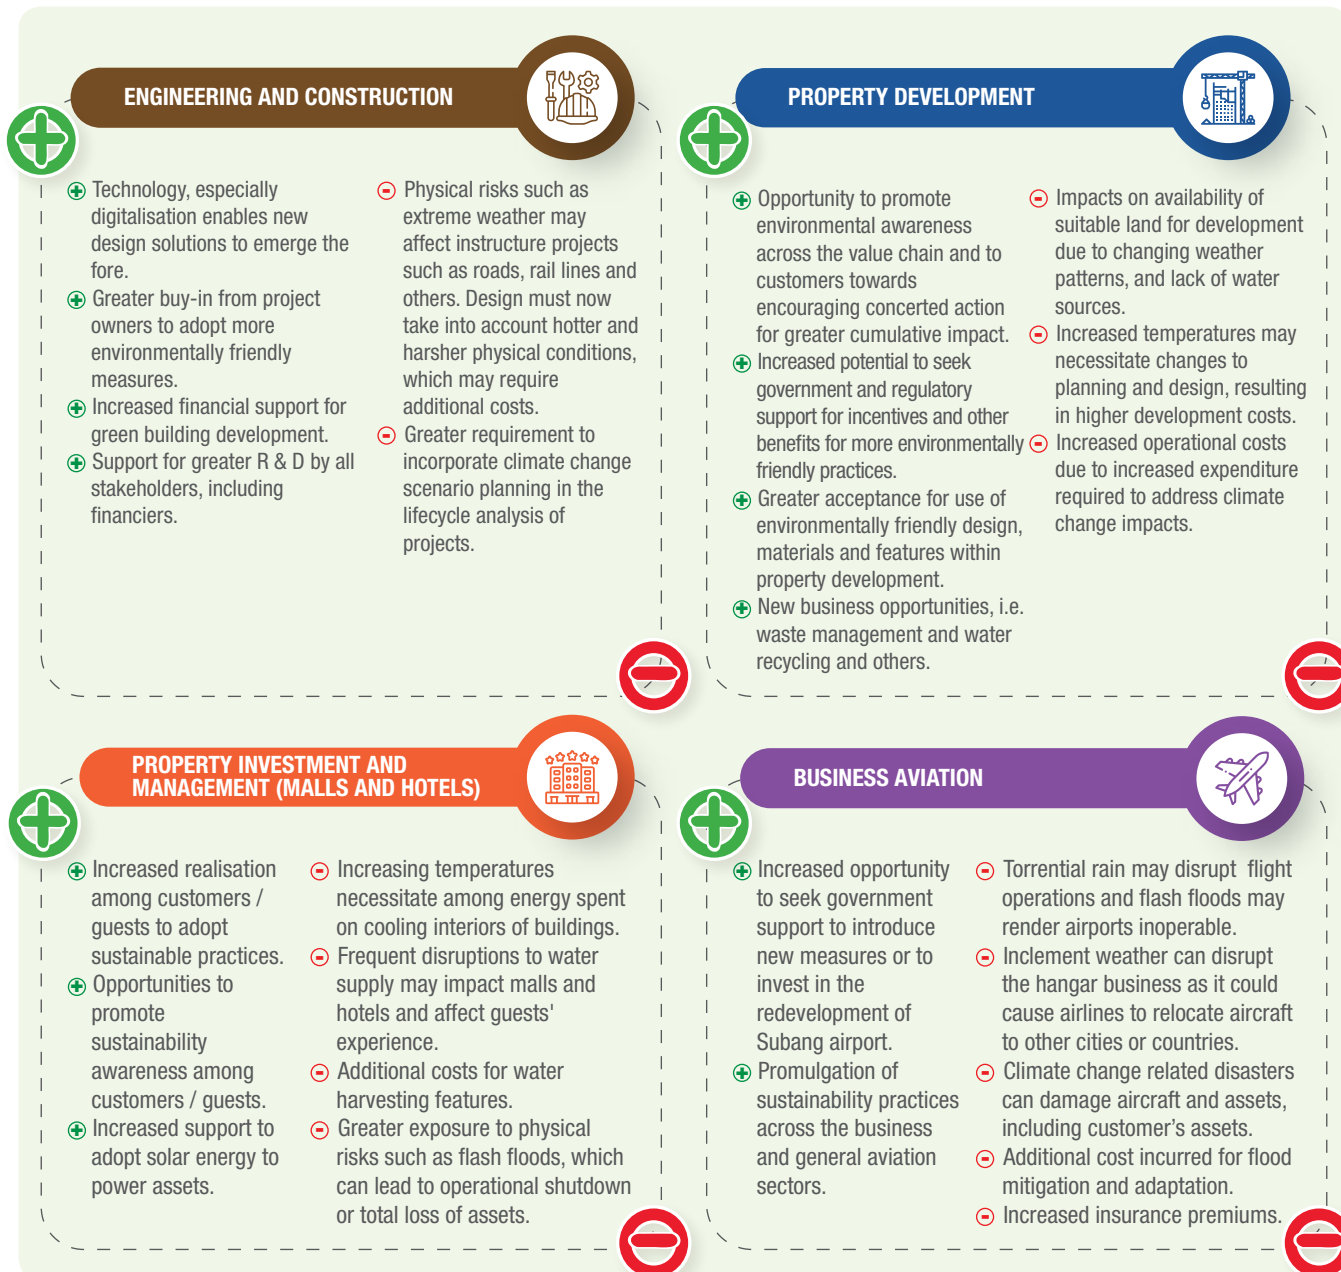 ENGINEERING AND CONSTRUCTION
Technology, especially
digitalisation enables new
design solutions to emerge the
fore.
Greater buy-in from project
owners to adopt more
environmentally friendly
measures.
Increased financial support for
green building development.
Support for greater R & D by all
stakeholders, including
financiers.
Physical risks such as
extreme weather may
affect instructure projects
such as roads, rail lines and
others. Design must now
take into account hotter and
harsher physical conditions,
which may require
additional costs.
Greater requirement to
incorporate climate change
scenario planning in the
lifecycle analysis of
projects.
PROPERTY DEVELOPMENT
Opportunity to promote
environmental awareness
across the value chain and to
customers towards
encouraging concerted action
for greater cumulative impact.
Increased potential to seek
government and regulatory
support for incentives and other
benefits for more environmentally
friendly practices.
Greater acceptance for use of
environmentally friendly design,
materials and features within
property development.
New business opportunities, i.e.
waste management and water
recycling and others.
Impacts on availability of
suitable land for development
due to changing weather
patterns, and lack of water
sources.
Increased temperatures may
necessitate changes to
planning and design, resulting
in higher development costs.
Increased operational costs
due to increased expenditure
required to address climate
change impacts.
PROPERTY INVESTMENT AND
MANAGEMENT (MALLS AND HOTELS)
Increased realisation
among customers /
guests to adopt
sustainable practices.
Opportunities to
promote
sustainability
awareness among
customers / guests.
Increased support to
adopt solar energy to
power assets.
Increasing temperatures
necessitate among energy spent
on cooling interiors of buildings.
Frequent disruptions to water
supply may impact malls and
hotels and affect guests'
experience.
Additional costs for water
harvesting features.
Greater exposure to physical
risks such as flash floods, which
can lead to operational shutdown
or total loss of assets.
BUSINESS AVIATION
Increased opportunity
to seek government
support to introduce
new measures or to
invest in the
redevelopment of
Subang airport.
Promulgation of
sustainability practices
across the business
and general aviation
sectors.
Torrential rain may disrupt flight
operations and flash floods may
render airports inoperable.
Inclement weather can disrupt
the hangar business as it could
cause airlines to relocate aircraft
to other cities or countries.
Climate change related disasters
can damage aircraft and assets,
including customer’s assets.
Additional cost incurred for flood
mitigation and adaptation.
Increased insurance premiums.